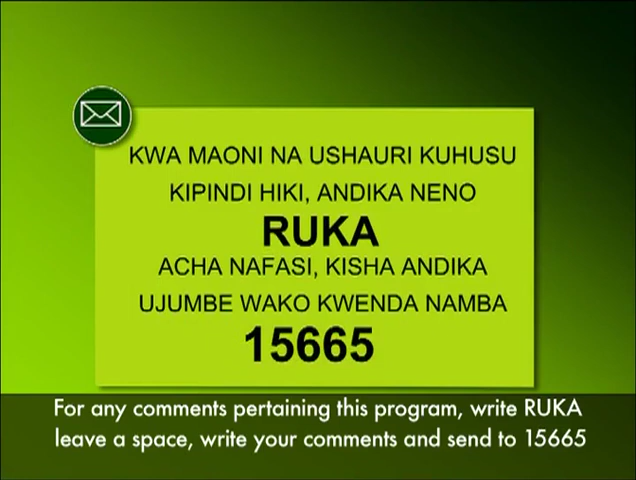 KWA MAONI NA USHAURI KUHUSU
KIPINDI HIKI, ANDIKA NENO
RUKA
ACHA NAFASI, KISHA ANDIKA
UJUMBE WAKO KWENDA NAMBA
15665
For any comments pertaining this program, write RUKA
leave a space, write your comments and send to 15665